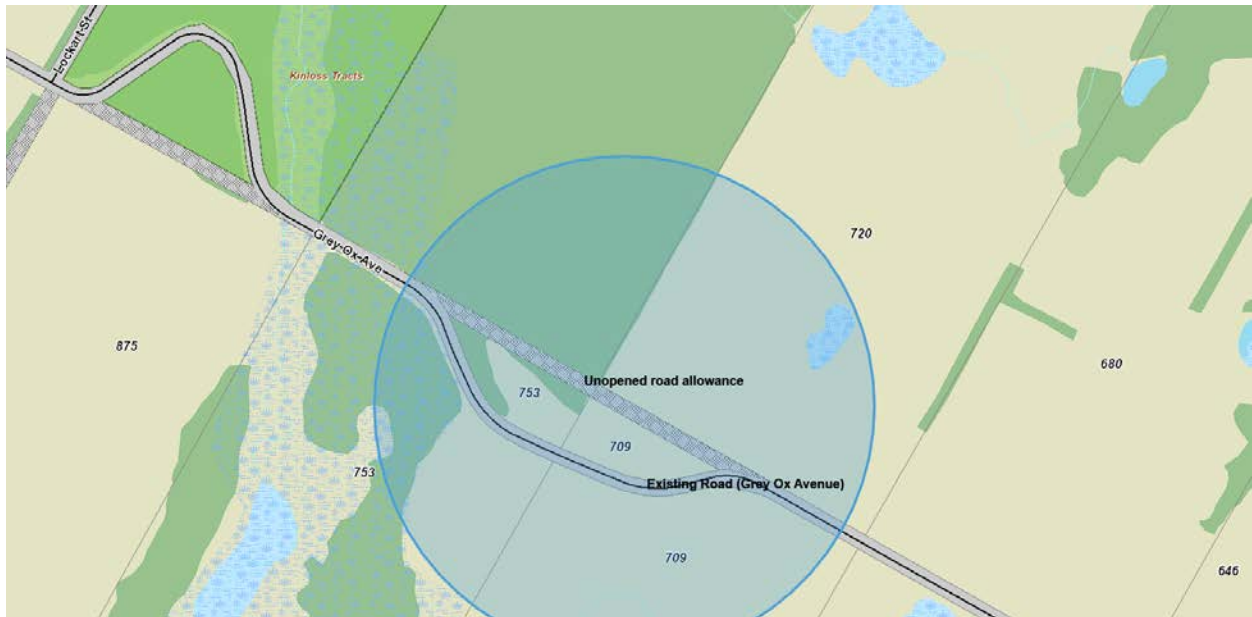 Lockart-St
Kinloss Tracts
Grey-Ox-Ave
720
875
680
Unopened road allowance
753
709
753
Existing Road (Grey Ox Avenue)
709
646